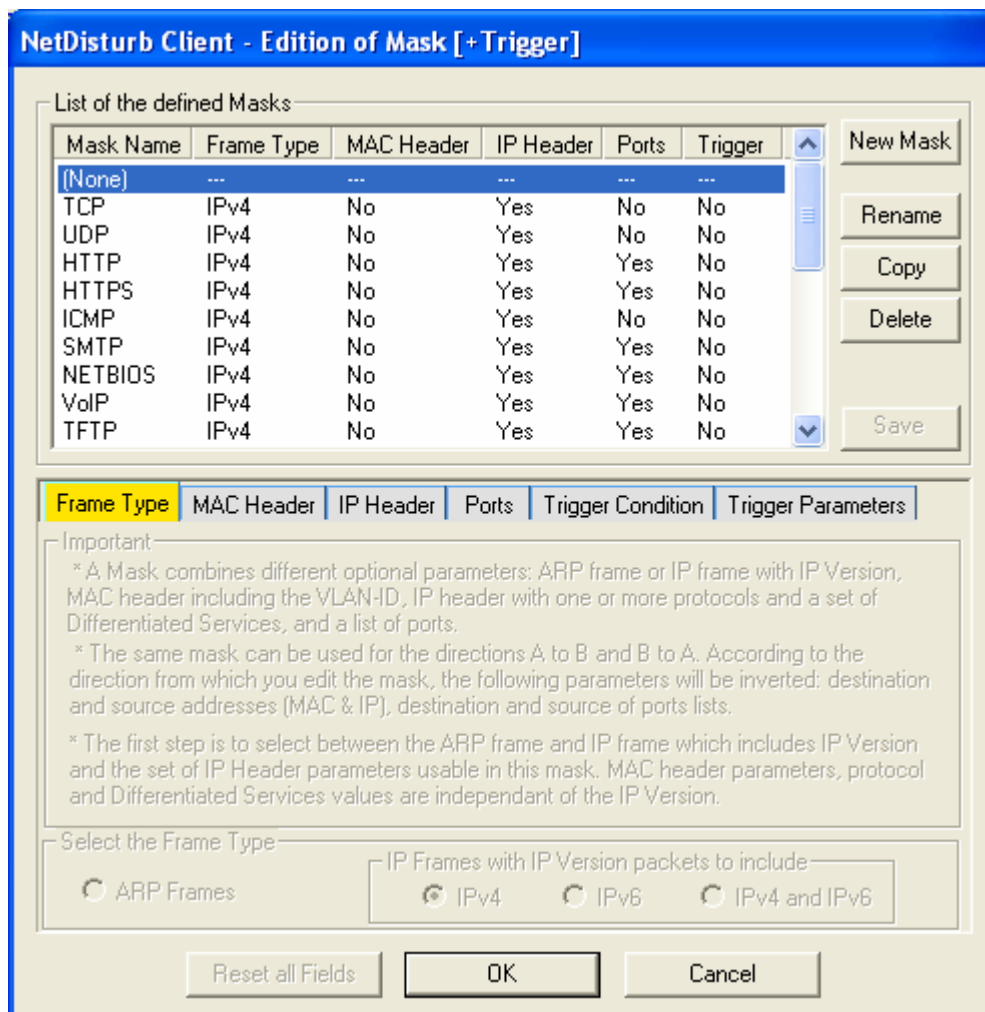 NetDisturb Client - Edition of Mask [+Trigger]
List of the defined Masks
Mask Name Frame Type MAC Header IP Header Ports Trigger
New Mask
(None) --- --- --- --- ---
TCP IPv4 No Yes No No
Rename
UDP IPv4 No Yes No No
HTTP IPv4 No Yes Yes No
Copy
HTTPS IPv4 No Yes Yes No
ICMP IPv4 No Yes No No
Delete
SMTP IPv4 No Yes Yes No
NETBIOS IPv4 No Yes Yes No
VoIP IPv4 No Yes Yes No
TFTP IPv4 No Yes Yes No
Save
Frame Type MAC Header IP Header Ports Trigger Condition Trigger Parameters
Important
* A Mask combines different optional parameters: ARP frame or IP frame with IP Version,
MAC header including the VLAN-ID, IP header with one or more protocols and a set of
Differentiated Services, and a list of ports.
* The same mask can be used for the directions A to B and B to A. According to the
direction from which you edit the mask, the following parameters will be inverted: destination
and source addresses (MAC & IP), destination and source of ports lists.
* The first step is to select between the ARP frame and IP frame which includes IP Version
and the set of IP Header parameters usable in this mask. MAC header parameters, protocol
and Differentiated Services values are independant of the IP Version.
Select the Frame Type
IP Frames with IP Version packets to include
ARP Frames
IPv4 IPv6 IPv4 and IPv6
Reset all Fields OK Cancel